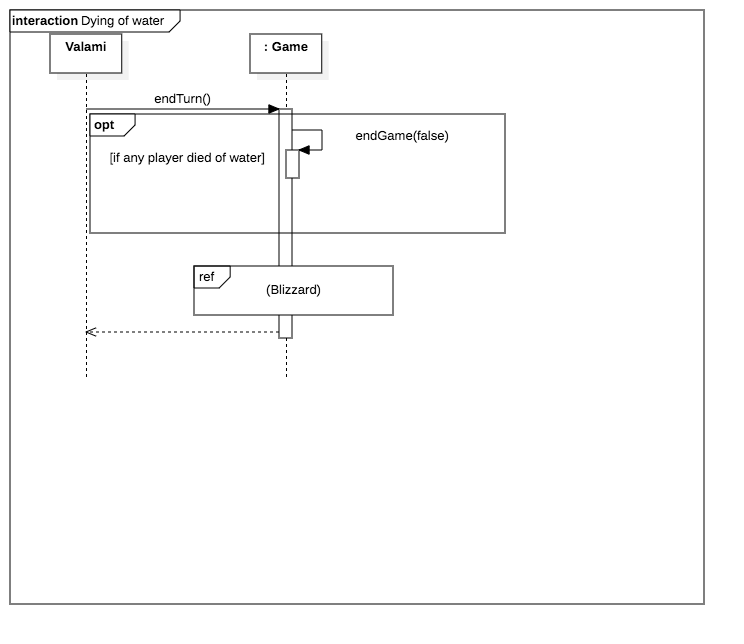 interaction Dying of water
Valami
: Game
endTurn()
opt
endGame(false)
[if any player died of water]
ref
(Blizzard)